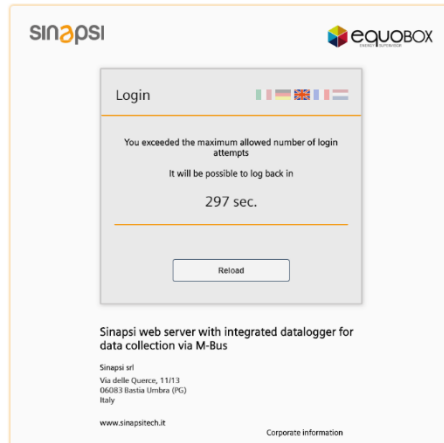 sinapsi
equobox
ENERGY SUPERVISOR
Login
You exceeded the maximum allowed number of login
attempts
It will be possible to log back in
297 sec.
Reload
Sinapsi web server with integrated datalogger for
data collection via M-Bus
Sinapsi srl
Via delle Querce, 11/13
06083 Bastia Umbra (PG)
Italy
www.sinapsitech.it
Corporate information